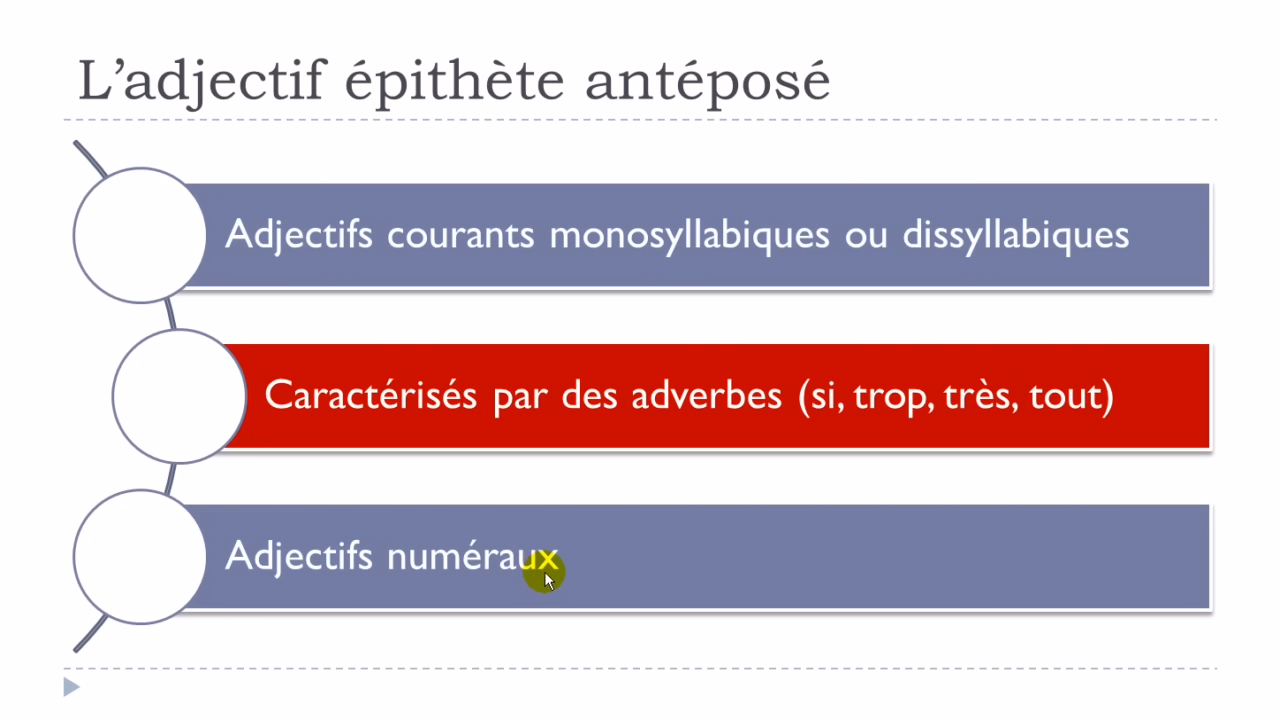 L’adjectif épithète antéposé
Adjectifs courants monosyllabiques ou dissyllabiques
Caractérisés par des adverbes (si, trop, très, tout)
Adjectifs numéraux